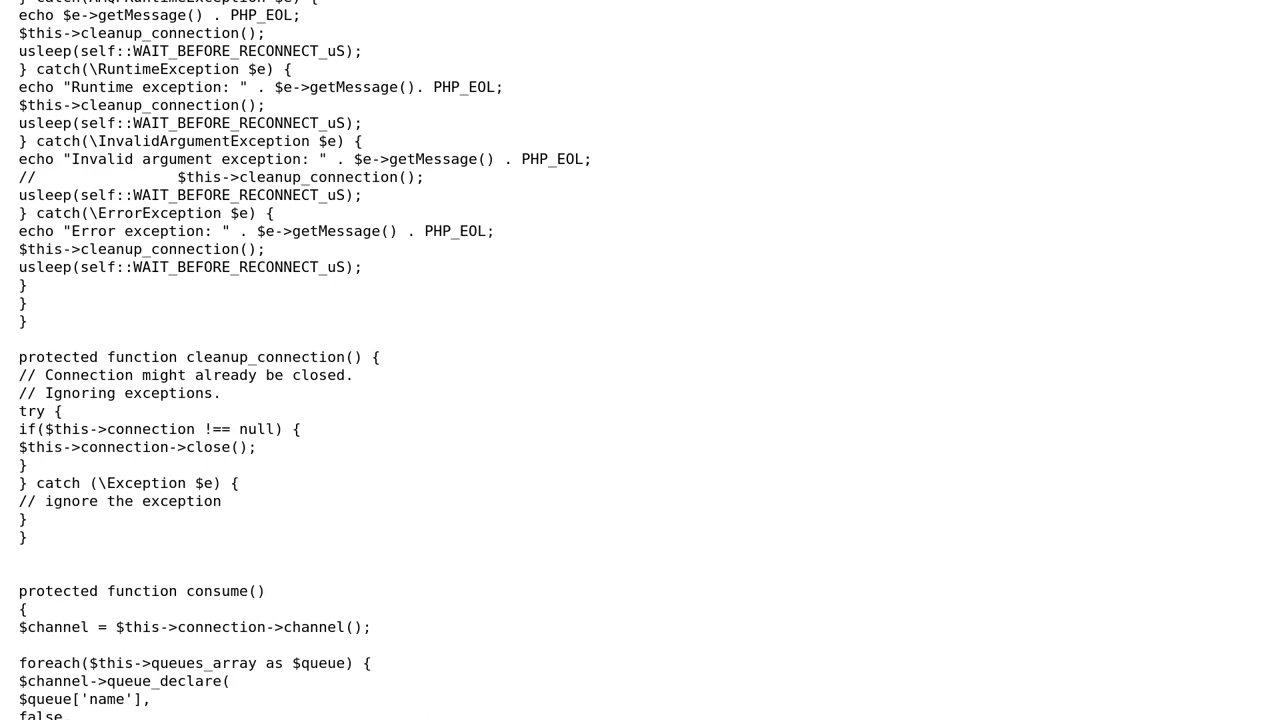 } catch(AMQPRuntimeException $e) {
echo $e->getMessage() . PHP_EOL;
$this->cleanup_connection();
usleep(self::WAIT_BEFORE_RECONNECT_uS);
} catch(\RuntimeException $e) {
echo "Runtime exception: " . $e->getMessage(). PHP_EOL;
$this->cleanup_connection();
usleep(self::WAIT_BEFORE_RECONNECT_uS);
} catch(\InvalidArgumentException $e) {
echo "Invalid argument exception: " . $e->getMessage() . PHP_EOL;
//                $this->cleanup_connection();
usleep(self::WAIT_BEFORE_RECONNECT_uS);
} catch(\ErrorException $e) {
echo "Error exception: " . $e->getMessage() . PHP_EOL;
$this->cleanup_connection();
usleep(self::WAIT_BEFORE_RECONNECT_uS);
}
}
}

protected function cleanup_connection() {
// Connection might already be closed.
// Ignoring exceptions.
try {
if($this->connection !== null) {
$this->connection->close();
}
} catch (\Exception $e) {
// ignore the exception
}
}


protected function consume()
{
$channel = $this->connection->channel();

foreach($this->queues_array as $queue) {
$channel->queue_declare(
$queue['name'],
false,